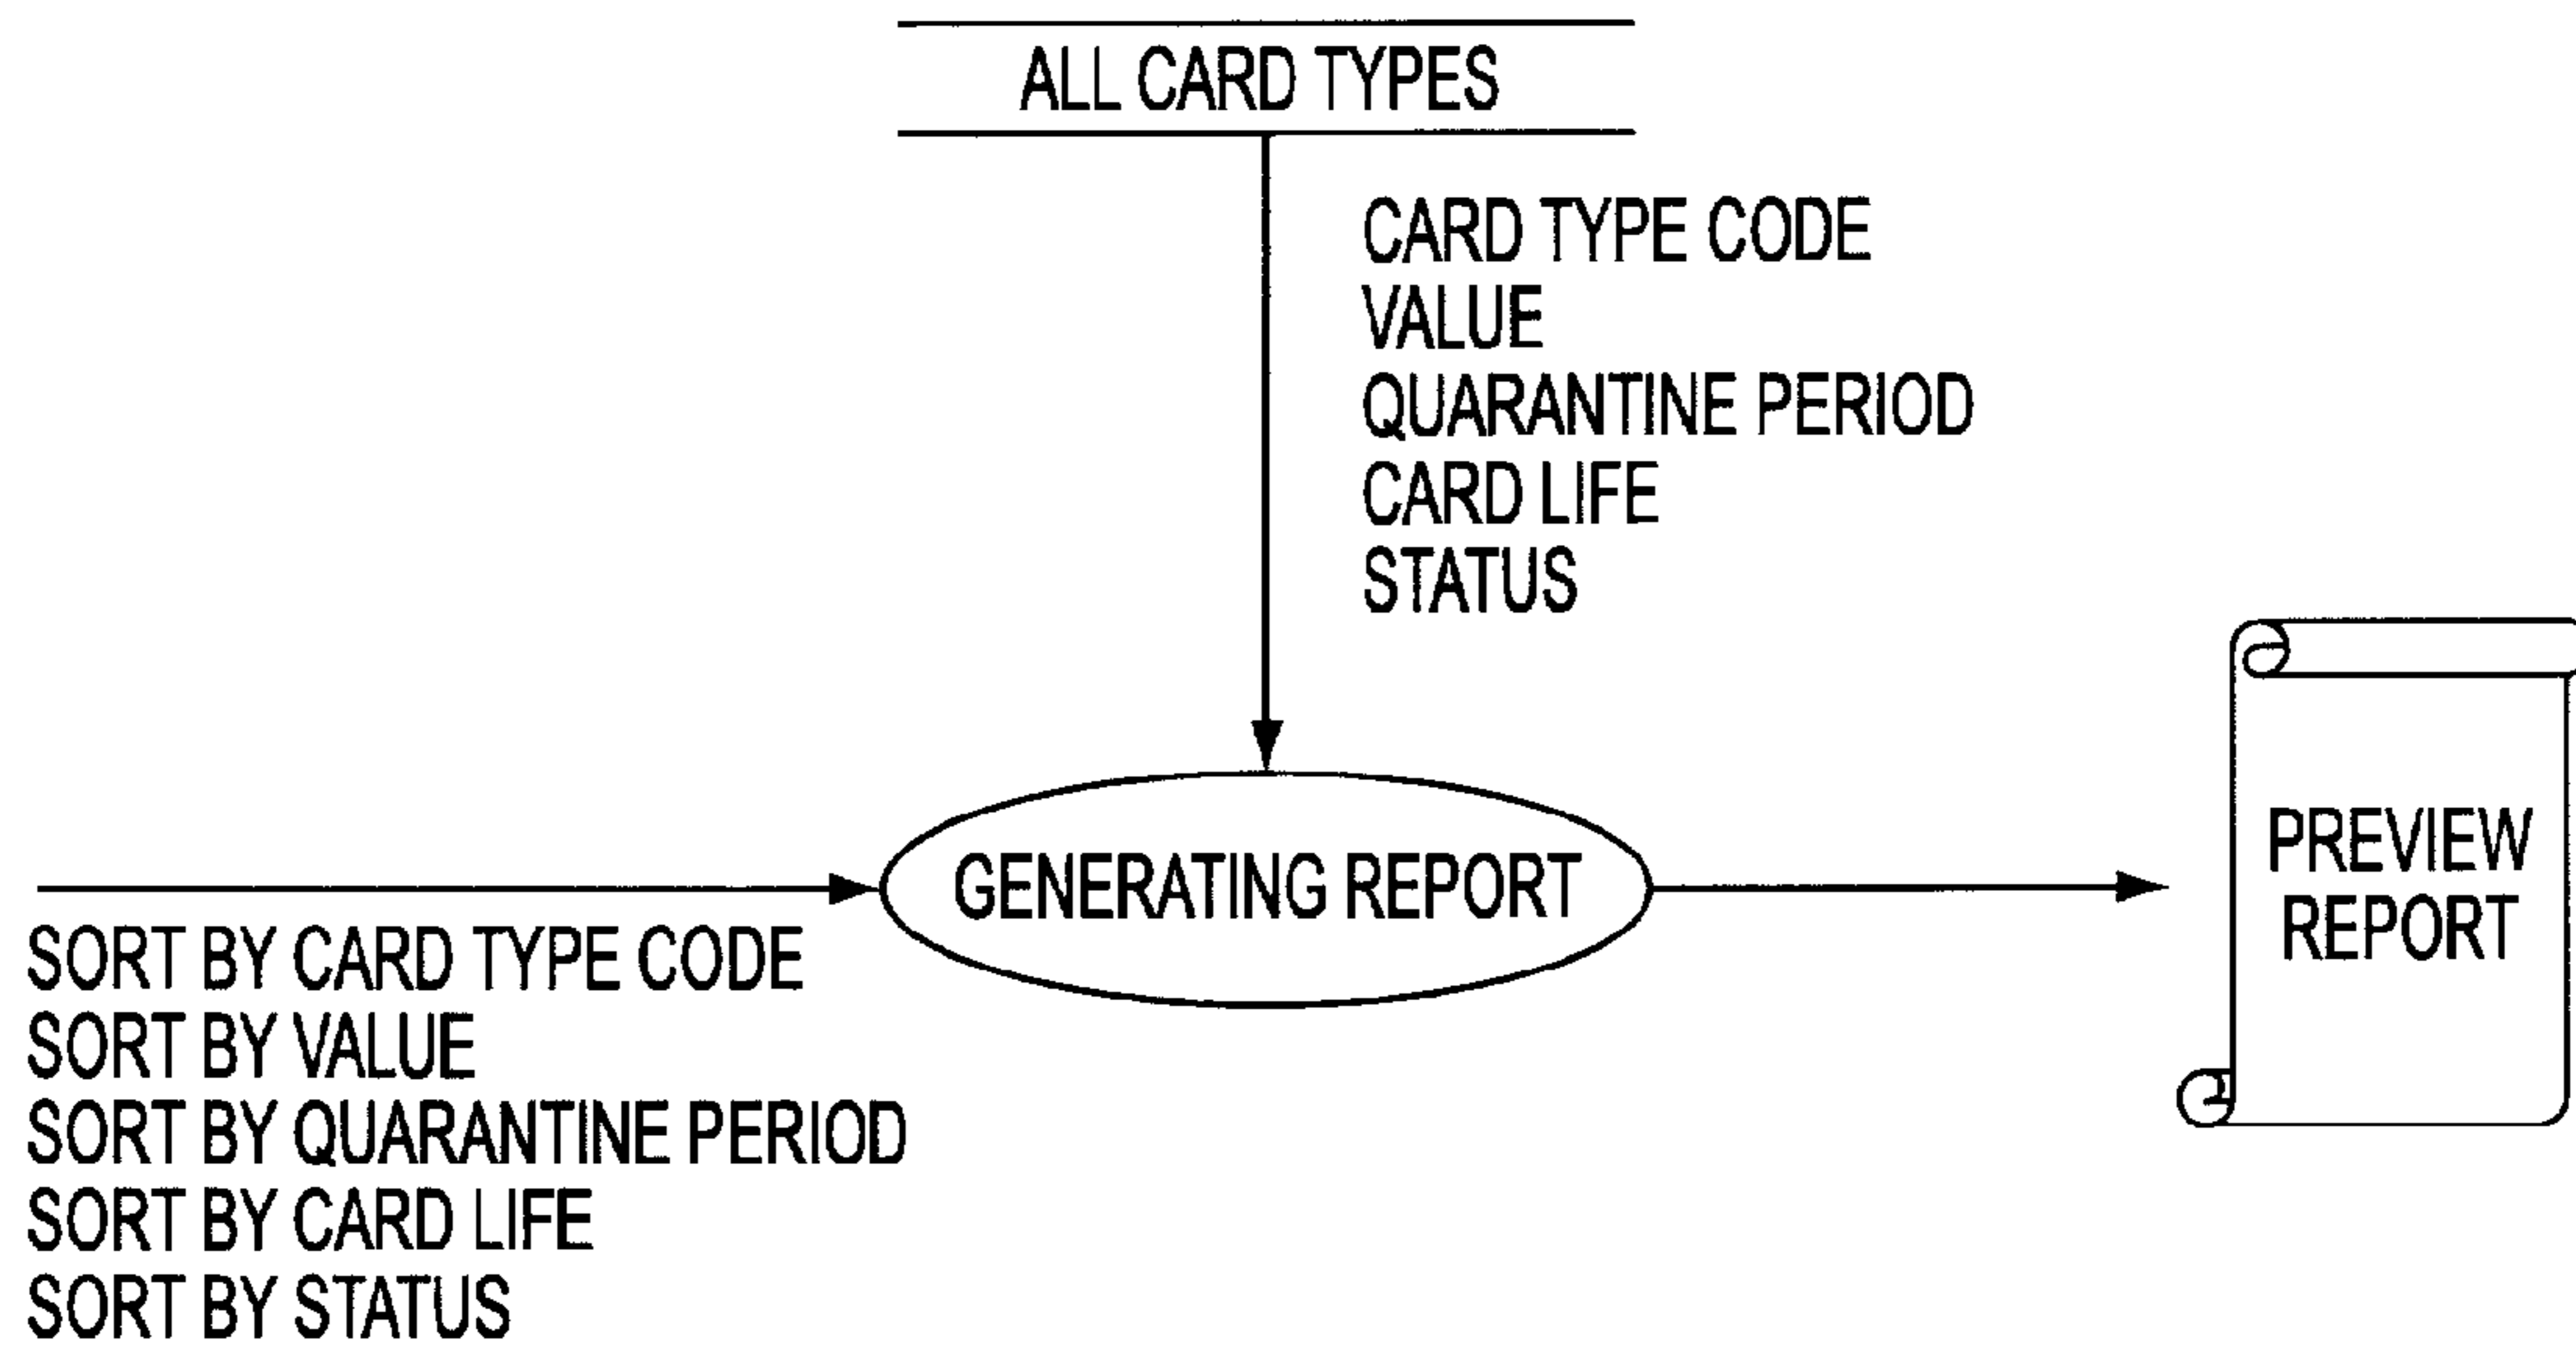 ALL CARD TYPES
CARD TYPE CODE
VALUE
QUARANTINE PERIOD
CARD LIFE
STATUS
GENERATING REPORT
PREVIEW
REPORT
SORT BY CARD TYPE CODE
SORT BY VALUE
SORT BY QUARANTINE PERIOD
SORT BY CARD LIFE
SORT BY STATUS